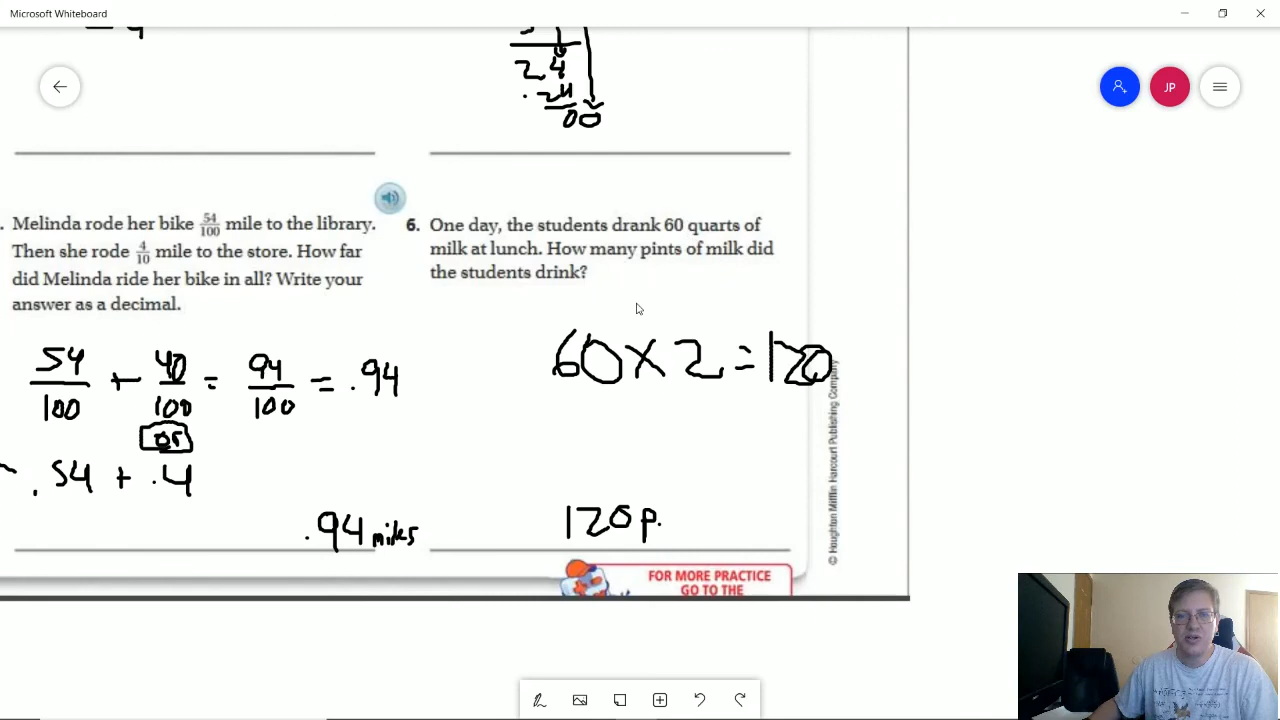 Microsoft Whiteboard
JP
24
.24
00
Melinda rode her bike 54/100 mile to the library.
Then she rode 4/10 mile to the store. How far
did Melinda ride her bike in all? Write your
answer as a decimal.
54/100 + 40/100 = 94/100 = .94
or
.54 + .4
.94 miles
6. One day, the students drank 60 quarts of
milk at lunch. How many pints of milk did
the students drink?
60 x 2 = 120
120 p.
© Houghton Mifflin Harcourt Publishing Company
FOR MORE PRACTICE
GO TO THE